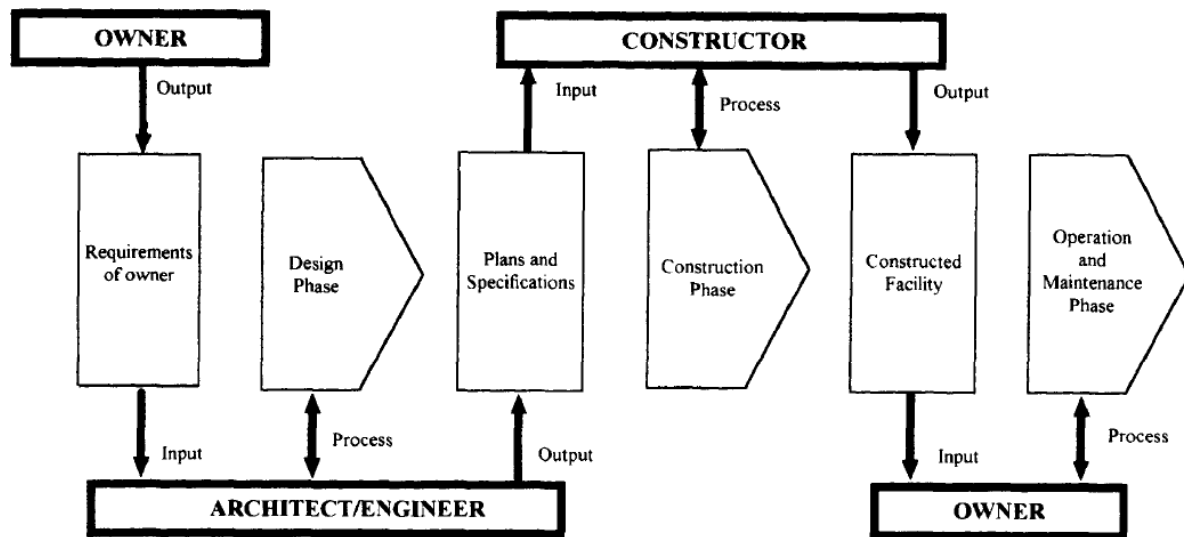 OWNER
CONSTRUCTOR
Output
Input
Process
Output
Requirements
of owner
Design
Phase
Plans and
Specifications
Construction
Phase
Constructed
Facility
Operation
and
Maintenance
Phase
Input
Process
Output
Input
Process
ARCHITECT/ENGINEER
OWNER